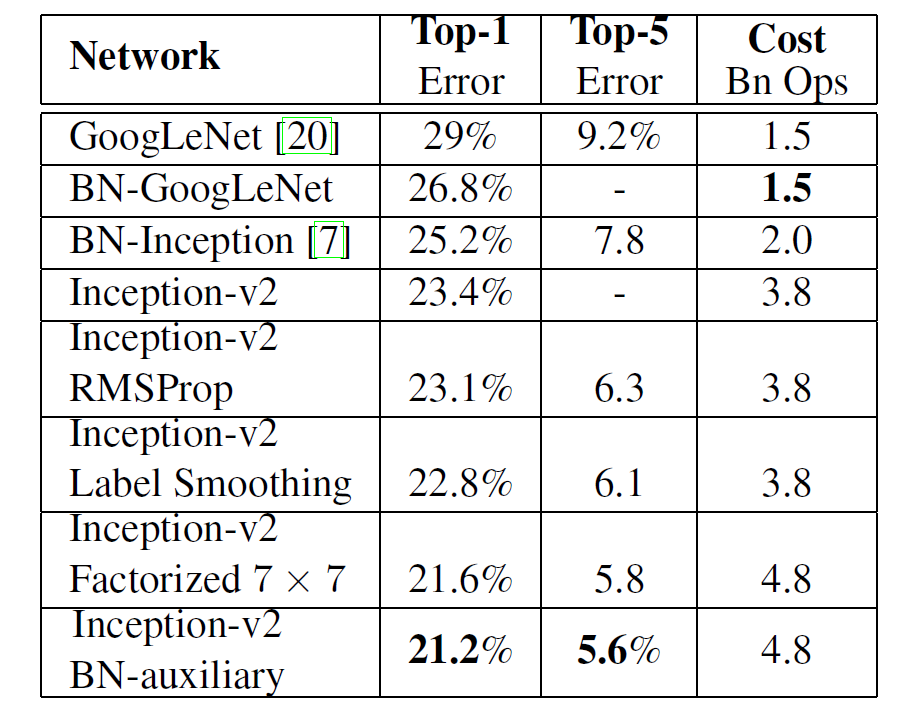 Network Top-1 Top-5 Cost
Error Error Bn Ops
GoogLeNet [20] 29% 9.2% 1.5
BN-GoogLeNet 26.8% - 1.5
BN-Inception [7] 25.2% 7.8 2.0
Inception-v2 23.4% - 3.8
Inception-v2
RMSProp 23.1% 6.3 3.8
Inception-v2
Label Smoothing 22.8% 6.1 3.8
Inception-v2
Factorized 7 × 7 21.6% 5.8 4.8
Inception-v2
BN-auxiliary 21.2% 5.6% 4.8